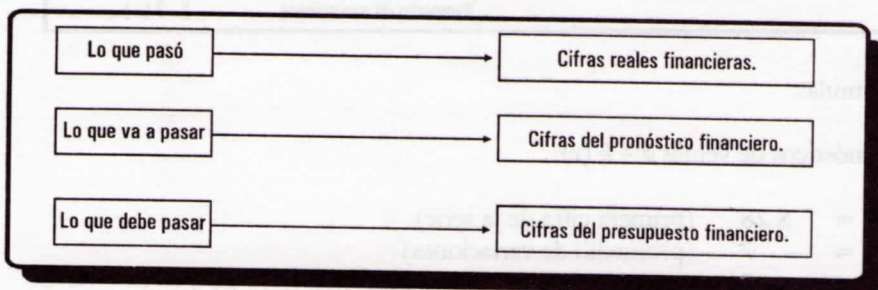 Lo que pasó
Cifras reales financieras.
Lo que va a pasar
Cifras del pronóstico financiero.
Lo que debe pasar
Cifras del presupuesto financiero.